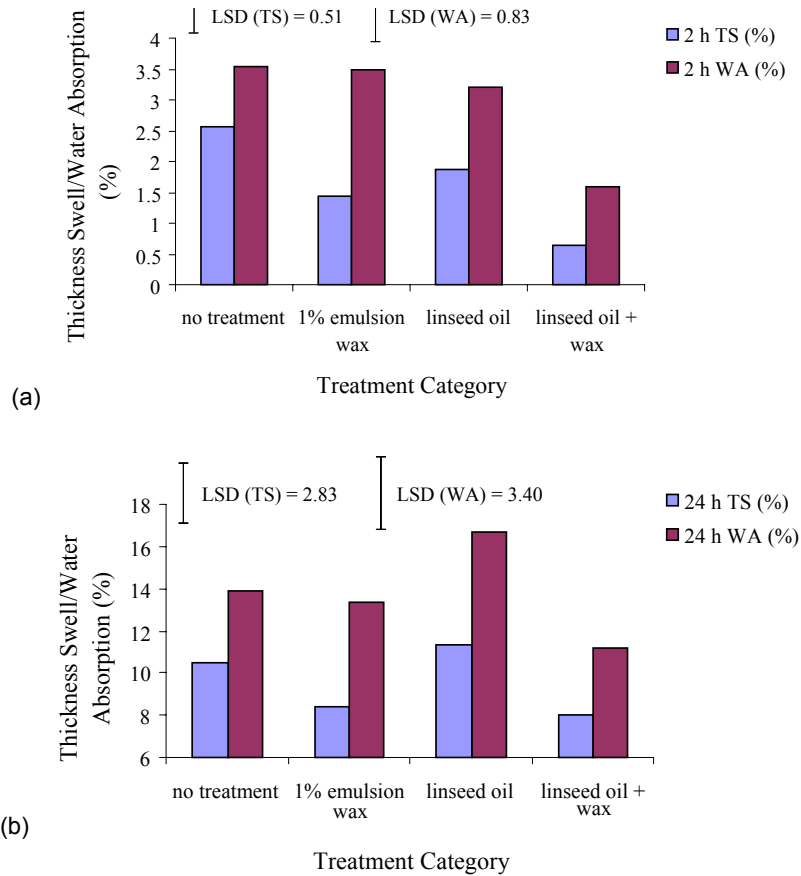 LSD (TS) = 0.51
LSD (WA) = 0.83
2 h TS (%)
2 h WA (%)
Thickness Swell/Water Absorption
(%)
4
3.5
3
2.5
2
1.5
1
0.5
0
no treatment
1% emulsion
wax
linseed oil
linseed oil +
wax
Treatment Category
(a)
LSD (TS) = 2.83
LSD (WA) = 3.40
24 h TS (%)
24 h WA (%)
Thickness Swell/Water
Absorption (%)
18
16
14
12
10
8
6
no treatment
1% emulsion
wax
linseed oil
linseed oil +
wax
(b)
Treatment Category